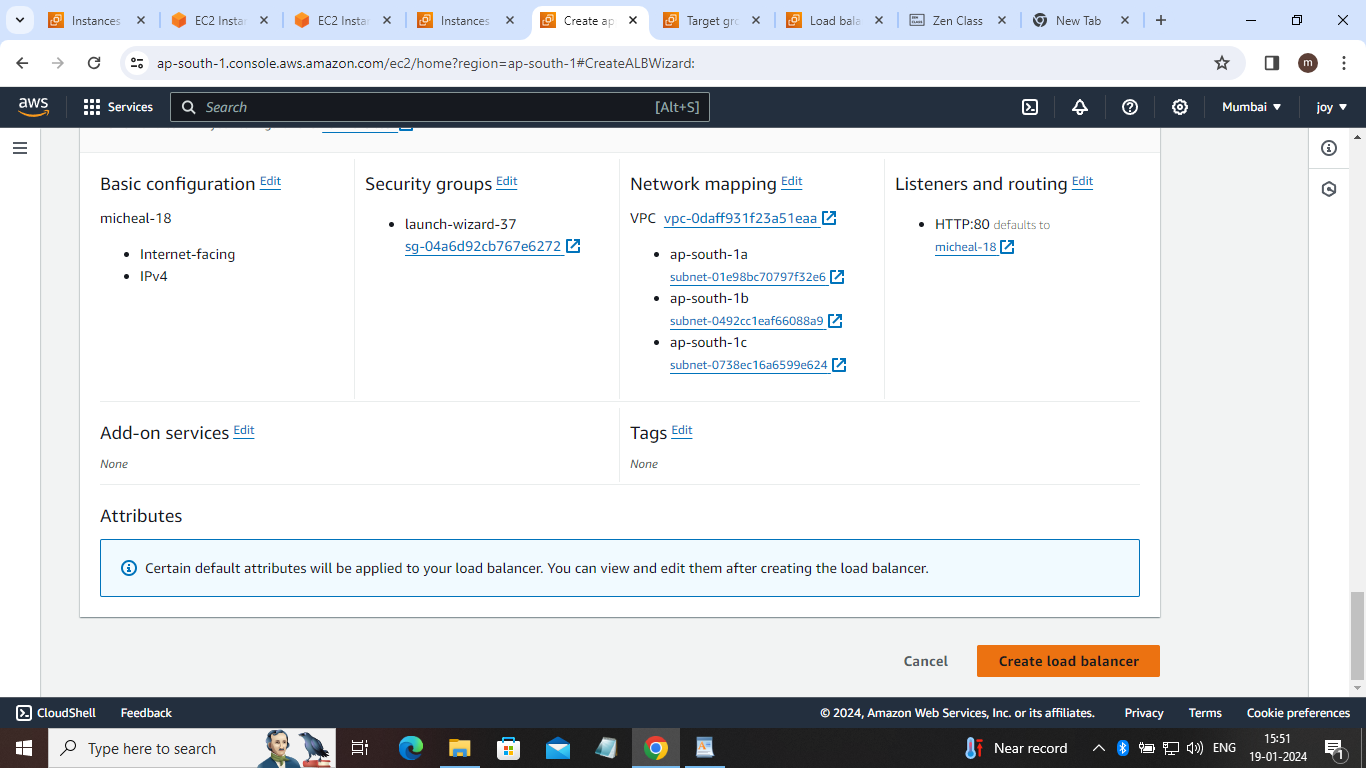 Instances
EC2 Instar
EC2 Instar
Instances
Create ap
Target gro
Load bala
Zen Class
New Tab
ap-south-1.console.aws.amazon.com/ec2/home?region=ap-south-1#CreateALBWizard:
m
aws
Services
Search
[Alt+S]
Mumbai
joy
Basic configuration Edit
micheal-18
Internet-facing
IPv4
Security groups Edit
launch-wizard-37
sg-04a6d92cb767e6272
Network mapping Edit
VPC vpc-0daff931f23a51eaa
ap-south-1a
subnet-01e98bc70797f32e6
ap-south-1b
subnet-0492cc1eaf66088a9
ap-south-1c
subnet-0738ec16a6599e624
Listeners and routing Edit
HTTP:80 defaults to
micheal-18
Add-on services Edit
None
Tags Edit
None
Attributes
Certain default attributes will be applied to your load balancer. You can view and edit them after creating the load balancer.
Cancel
Create load balancer
CloudShell
Feedback
© 2024, Amazon Web Services, Inc. or its affiliates.
Privacy
Terms
Cookie preferences
Type here to search
Near record
ENG
15:51
19-01-2024
1